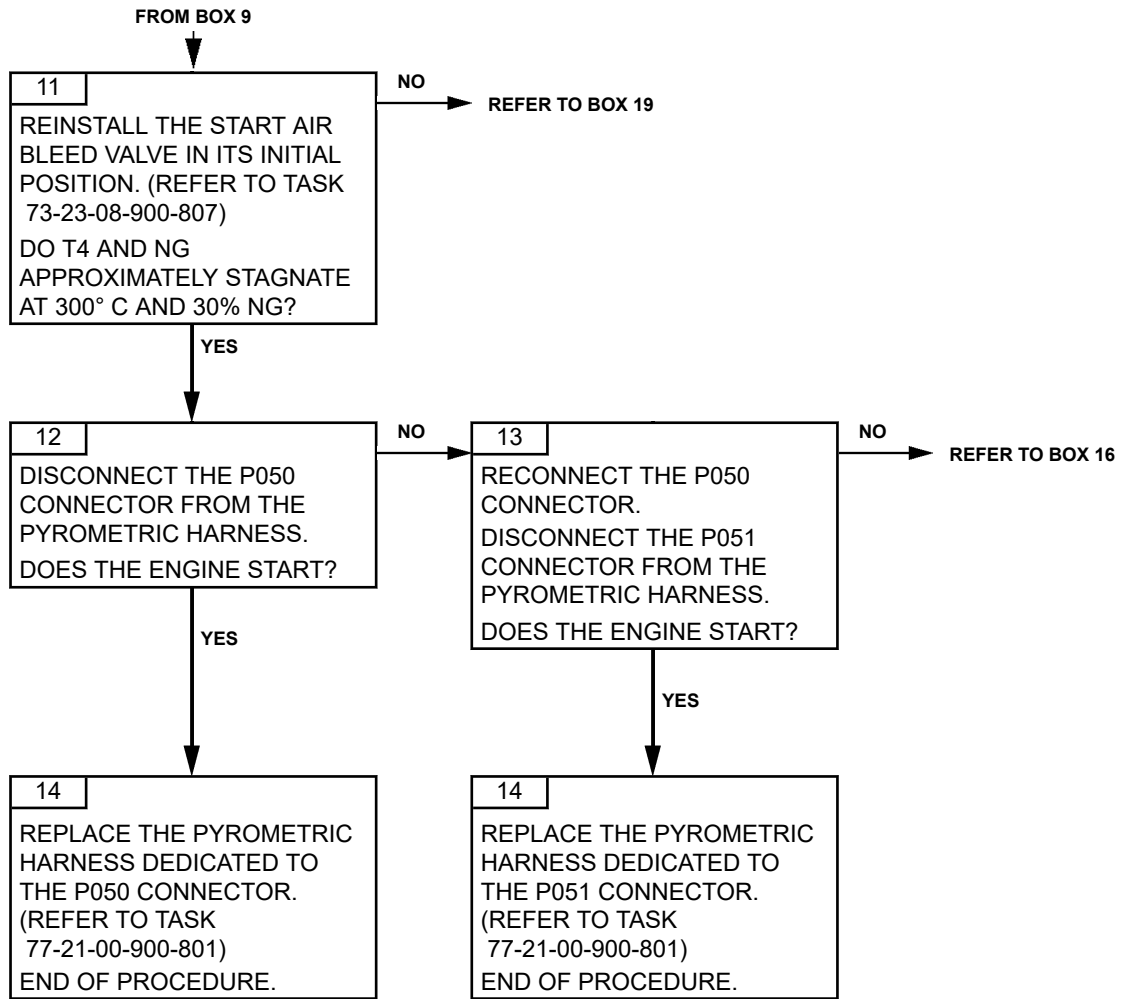 FROM BOX 9
11
REINSTALL THE START AIR
BLEED VALVE IN ITS INITIAL
POSITION. (REFER TO TASK
73-23-08-900-807)
DO T4 AND NG
APPROXIMATELY STAGNATE
AT 300° C AND 30% NG?
NO
REFER TO BOX 19
YES
12
DISCONNECT THE P050
CONNECTOR FROM THE
PYROMETRIC HARNESS.
DOES THE ENGINE START?
NO
13
RECONNECT THE P050
CONNECTOR.
DISCONNECT THE P051
CONNECTOR FROM THE
PYROMETRIC HARNESS.
DOES THE ENGINE START?
NO
REFER TO BOX 16
YES
YES
14
REPLACE THE PYROMETRIC
HARNESS DEDICATED TO
THE P050 CONNECTOR.
(REFER TO TASK
77-21-00-900-801)
END OF PROCEDURE.
14
REPLACE THE PYROMETRIC
HARNESS DEDICATED TO
THE P051 CONNECTOR.
(REFER TO TASK
77-21-00-900-801)
END OF PROCEDURE.